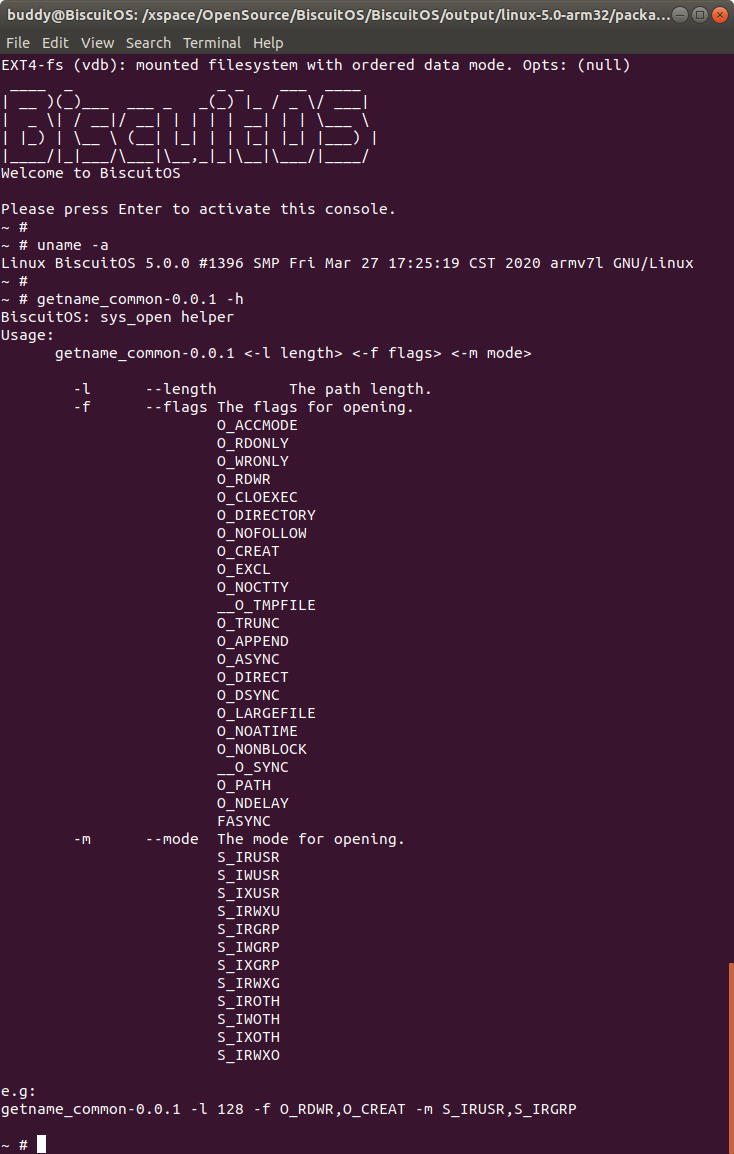 buddy@BiscuitOS: /xspace/OpenSource/BiscuitOS/BiscuitOS/output/linux-5.0-arm32/packa...
File Edit View Search Terminal Help
EXT4-fs (vdb): mounted filesystem with ordered data mode. Opts: (null)
 ____  _                _ _    ___  ____
| __ )(_)___  ___ _   _(_) |_ / _ \/ ___|
|  _ \| / __|/ __| | | | | __| | | \___ \
| |_) | \__ \ (__| |_| | | |_| |_| |___) |
|____/|_|___/\___|\__,_|_|\__|\___/|____/
Welcome to BiscuitOS
Please press Enter to activate this console.
~ #
~ # uname -a
Linux BiscuitOS 5.0.0 #1396 SMP Fri Mar 27 17:25:19 CST 2020 armv7l GNU/Linux
~ #
~ # getname_common-0.0.1 -h
BiscuitOS: sys_open helper
Usage:
      getname_common-0.0.1 <-l length> <-f flags> <-m mode>
        -l      --length        The path length.
        -f      --flags The flags for opening.
                        O_ACCMODE
                        O_RDONLY
                        O_WRONLY
                        O_RDWR
                        O_CLOEXEC
                        O_DIRECTORY
                        O_NOFOLLOW
                        O_CREAT
                        O_EXCL
                        O_NOCTTY
                        __O_TMPFILE
                        O_TRUNC
                        O_APPEND
                        O_ASYNC
                        O_DIRECT
                        O_DSYNC
                        O_LARGEFILE
                        O_NOATIME
                        O_NONBLOCK
                        __O_SYNC
                        O_PATH
                        O_NDELAY
                        FASYNC
        -m      --mode  The mode for opening.
                        S_IRUSR
                        S_IWUSR
                        S_IXUSR
                        S_IRWXU
                        S_IRGRP
                        S_IWGRP
                        S_IXGRP
                        S_IRWXG
                        S_IROTH
                        S_IWOTH
                        S_IXOTH
                        S_IRWXO
e.g:
getname_common-0.0.1 -l 128 -f O_RDWR,O_CREAT -m S_IRUSR,S_IRGRP
~ #